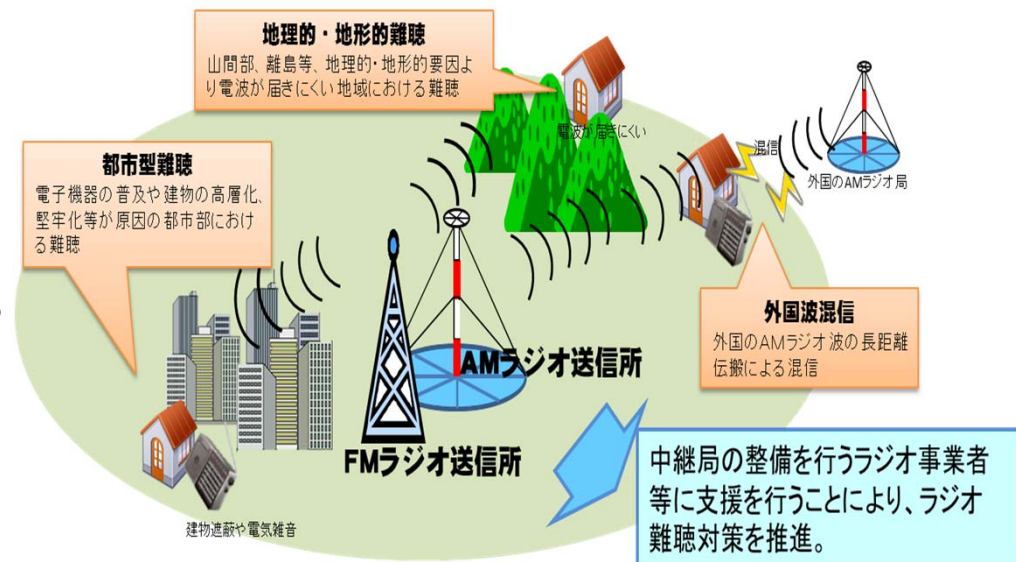 地理的・地形的難聴
山間部、離島等、地理的・地形的要因よ
り電波が届きにくい地域における難聴
電波が届きにくい
混信
外国のAMラジオ局
都市型難聴
電子機器の普及や建物の高層化、
堅牢化等が原因の都市部におけ
る難聴
外国波混信
外国のAMラジオ波の長距離
伝搬による混信
AMラジオ送信所
FMラジオ送信所
中継局の整備を行うラジオ事業者
等に支援を行うことにより、ラジオ
難聴対策を推進。
建物遮蔽や電気雑音